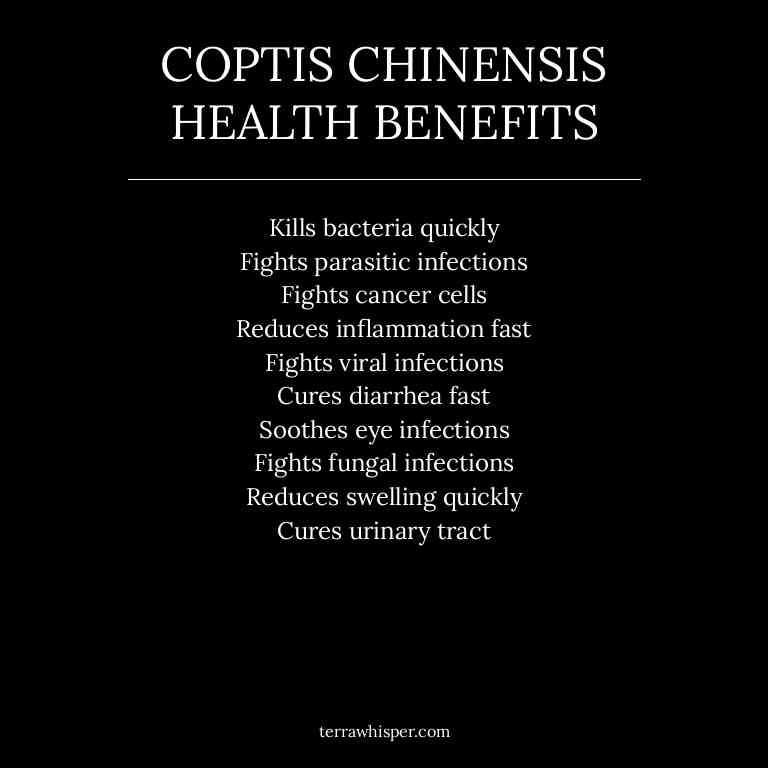 COPTIS CHINENSIS
HEALTH BENEFITS
Kills bacteria quickly
Fights parasitic infections
Fights cancer cells
Reduces inflammation fast
Fights viral infections
Cures diarrhea fast
Soothes eye infections
Fights fungal infections
Reduces swelling quickly
Cures urinary tract
terrawhisper.com